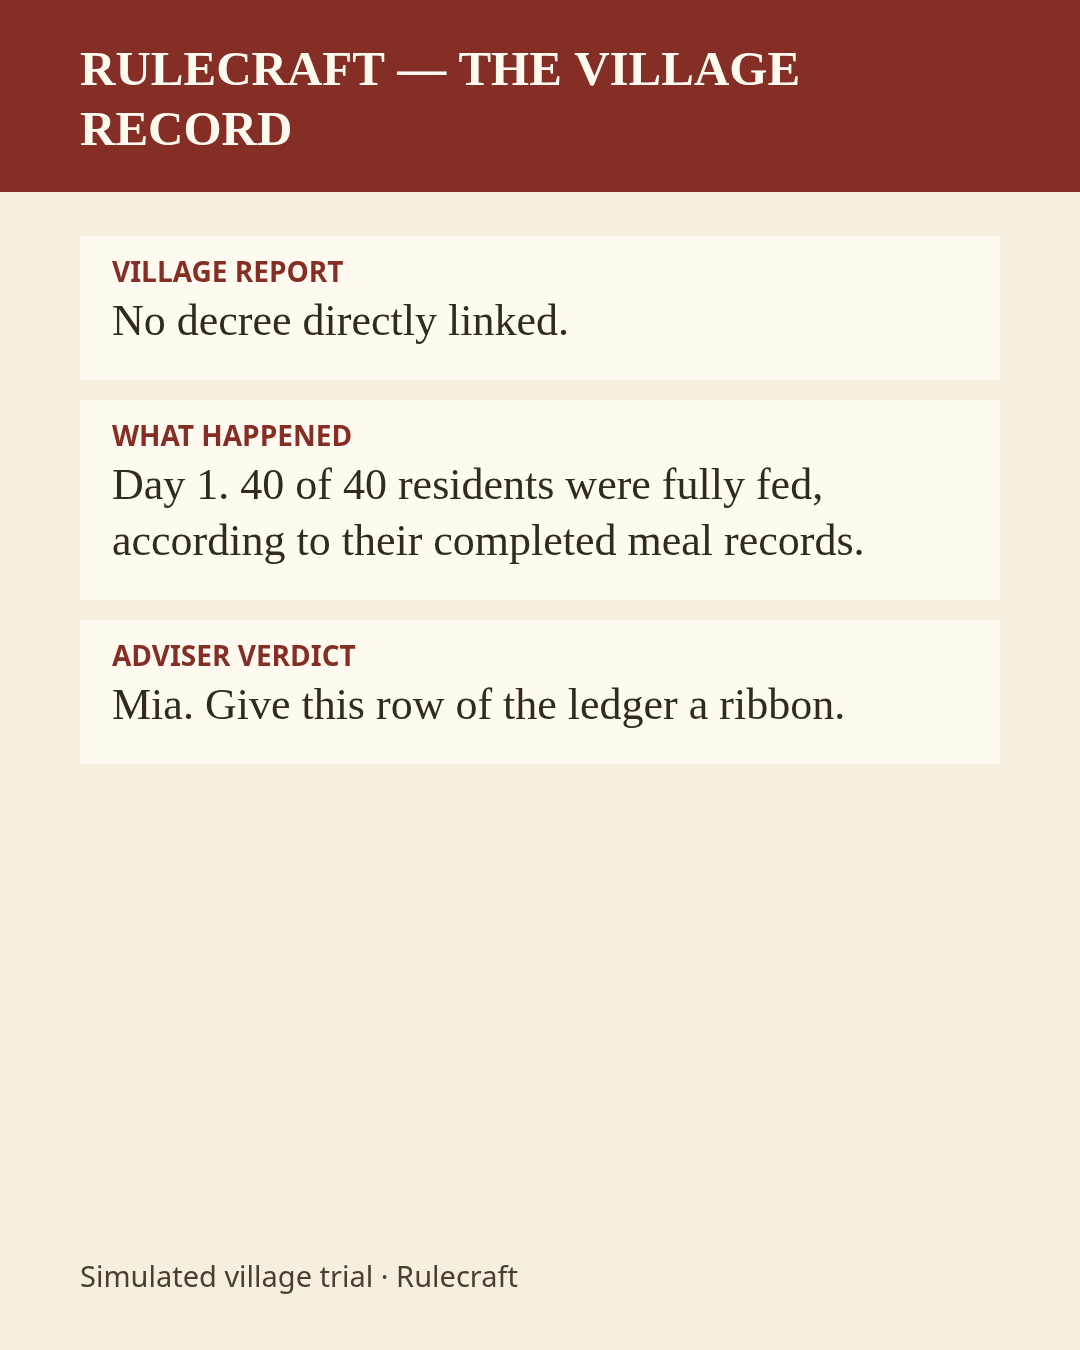 RULECRAFT — THE VILLAGE
RECORD
VILLAGE REPORT
No decree directly linked.
WHAT HAPPENED
Day 1. 40 of 40 residents were fully fed,
according to their completed meal records.
ADVISER VERDICT
Mia. Give this row of the ledger a ribbon.
Simulated village trial · Rulecraft